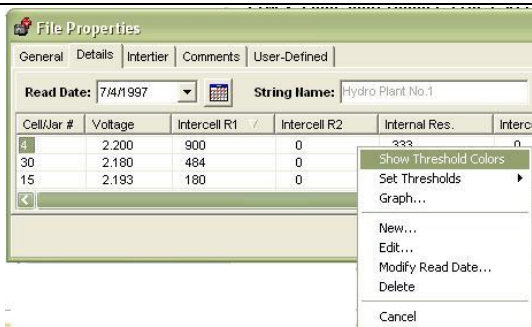 File Properties
General Details Intertier Comments User-Defined
Read Date: 7/4/1997 String Name: Hydro Plant No.1
Cell/Jar # Voltage Intercell R1 Intercell R2 Internal Res. Interc
4 2.200 900 0 333 0
30 2.180 484 0
15 2.193 180 0
Show Threshold Colors
Set Thresholds
Graph...
New...
Edit...
Modify Read Date...
Delete
Cancel